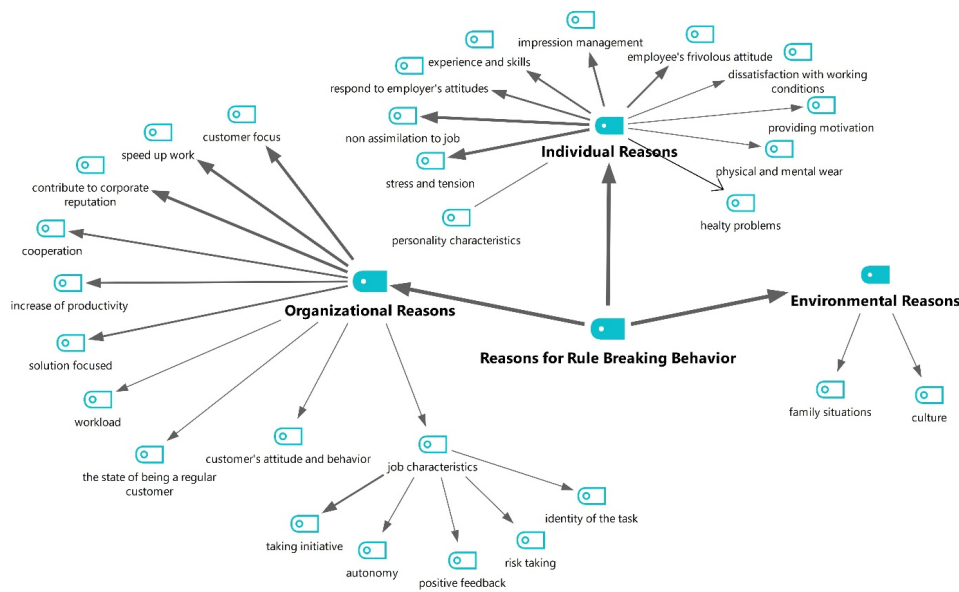 impression management
employee's frivolous attitude
experience and skills
dissatisfaction with working
conditions
respond to employer's attitudes
providing motivation
non assimilation to job
Individual Reasons
physical and mental wear
stress and tension
healty problems
personality characteristics
customer focus
speed up work
contribute to corporate
reputation
cooperation
increase of productivity
Organizational Reasons
solution focused
workload
the state of being a regular
customer
customer's attitude and behavior
job characteristics
taking initiative
autonomy
positive feedback
risk taking
identity of the task
Reasons for Rule Breaking Behavior
Environmental Reasons
family situations
culture